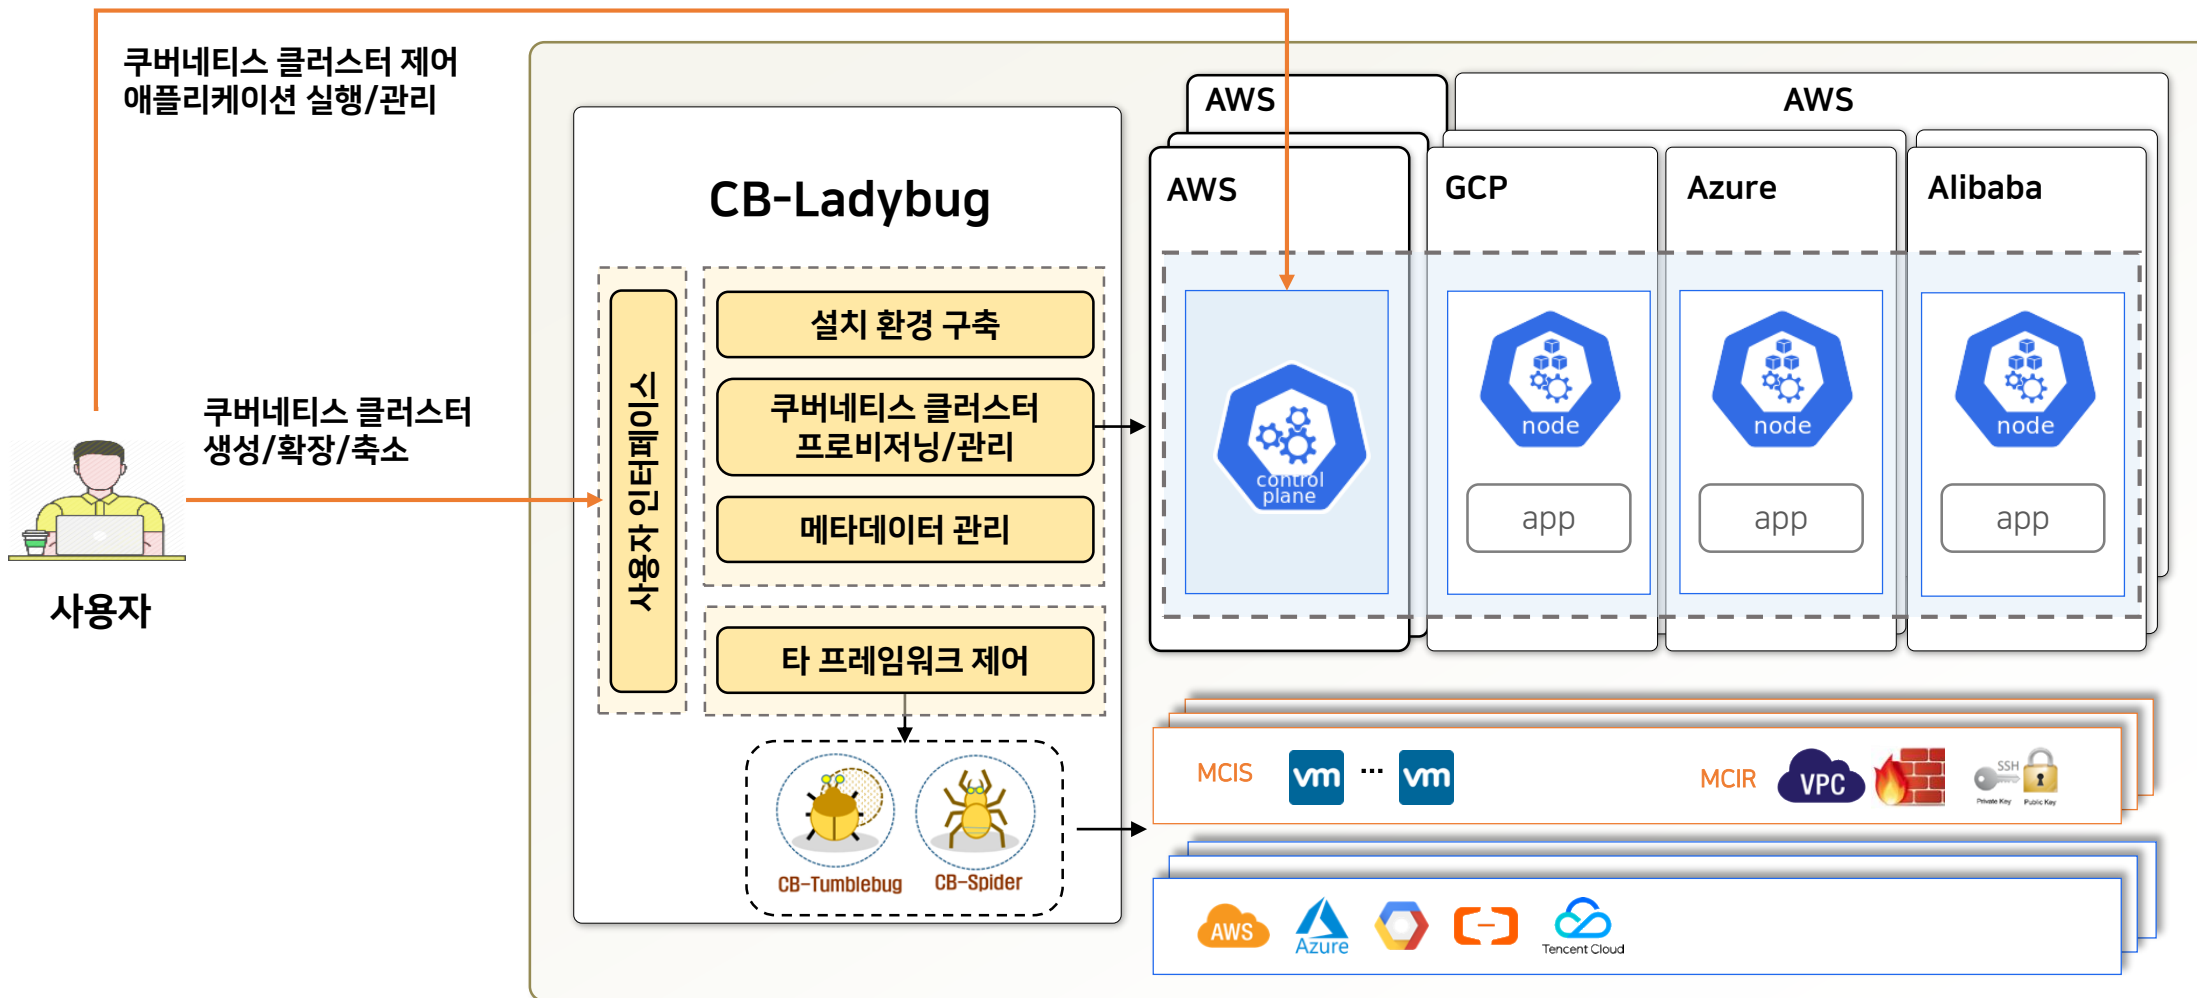 쿠버네티스 클러스터 제어
애플리케이션 실행/관리
쿠버네티스 클러스터
생성/확장/축소
사용자
CB-Ladybug
사용자 인터페이스
설치 환경 구축
쿠버네티스 클러스터
프로비저닝/관리
메타데이터 관리
타 프레임워크 제어
CB-Tumblebug
CB-Spider
AWS
AWS
AWS
GCP
Azure
Alibaba
control
plane
node
node
node
app
app
app
MCIS
vm
...
vm
MCIR
VPC
SSH
Private Key
Public Key
AWS
Azure
Tencent Cloud